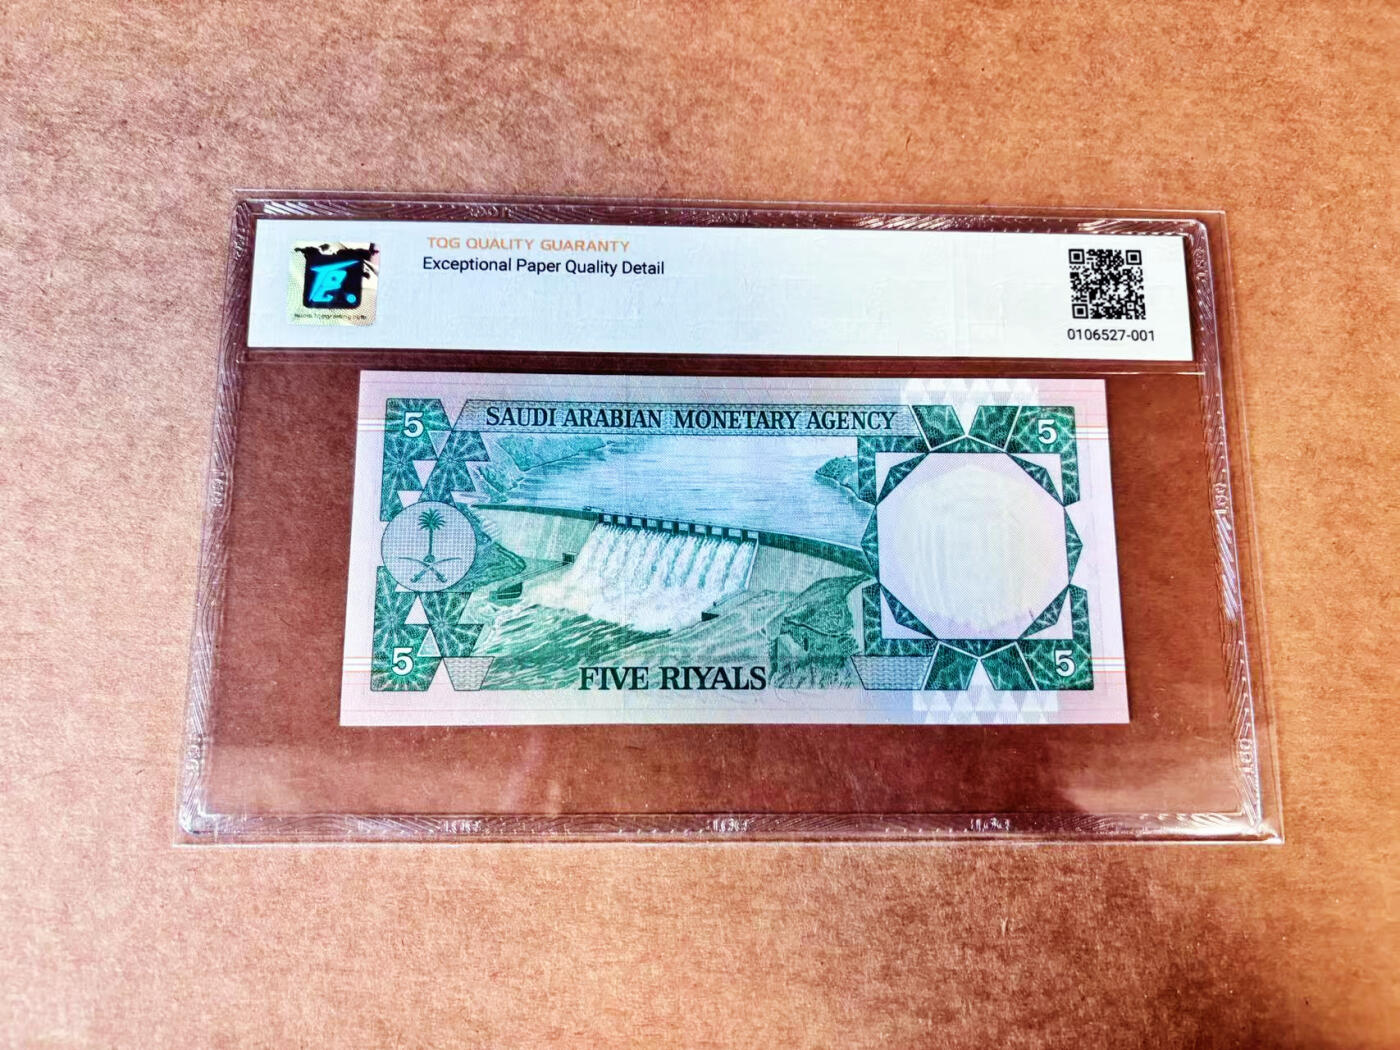 TQG QUALITY GUARANTY
Exceptional Paper Quality Detail
0106527-001
5
SAUDI ARABIAN MONETARY AGENCY
5
5
FIVE RIYALS
5